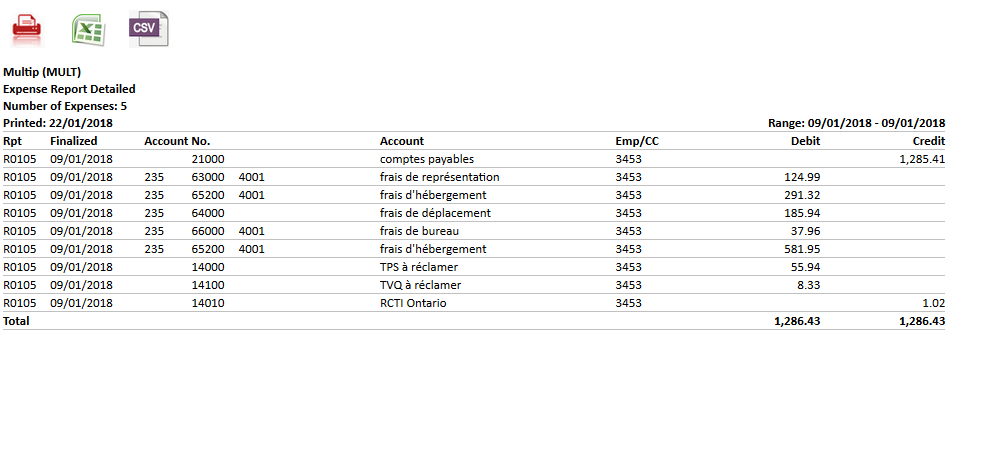 CSV
Multip (MULT)
Expense Report Detailed
Number of Expenses: 5
Printed: 22/01/2018 Range: 09/01/2018 - 09/01/2018
Rpt Finalized Account No. Account Emp/CC Debit Credit
R0105 09/01/2018 21000 comptes payables 3453 1,285.41
R0105 09/01/2018 235 63000 4001 frais de représentation 3453 124.99
R0105 09/01/2018 235 65200 4001 frais d'hébergement 3453 291.32
R0105 09/01/2018 235 64000 frais de déplacement 3453 185.94
R0105 09/01/2018 235 66000 4001 frais de bureau 3453 37.96
R0105 09/01/2018 235 65200 4001 frais d'hébergement 3453 581.95
R0105 09/01/2018 14000 TPS à réclamer 3453 55.94
R0105 09/01/2018 14100 TVQ à réclamer 3453 8.33
R0105 09/01/2018 14010 RCTI Ontario 3453 1.02
Total 1,286.43 1,286.43